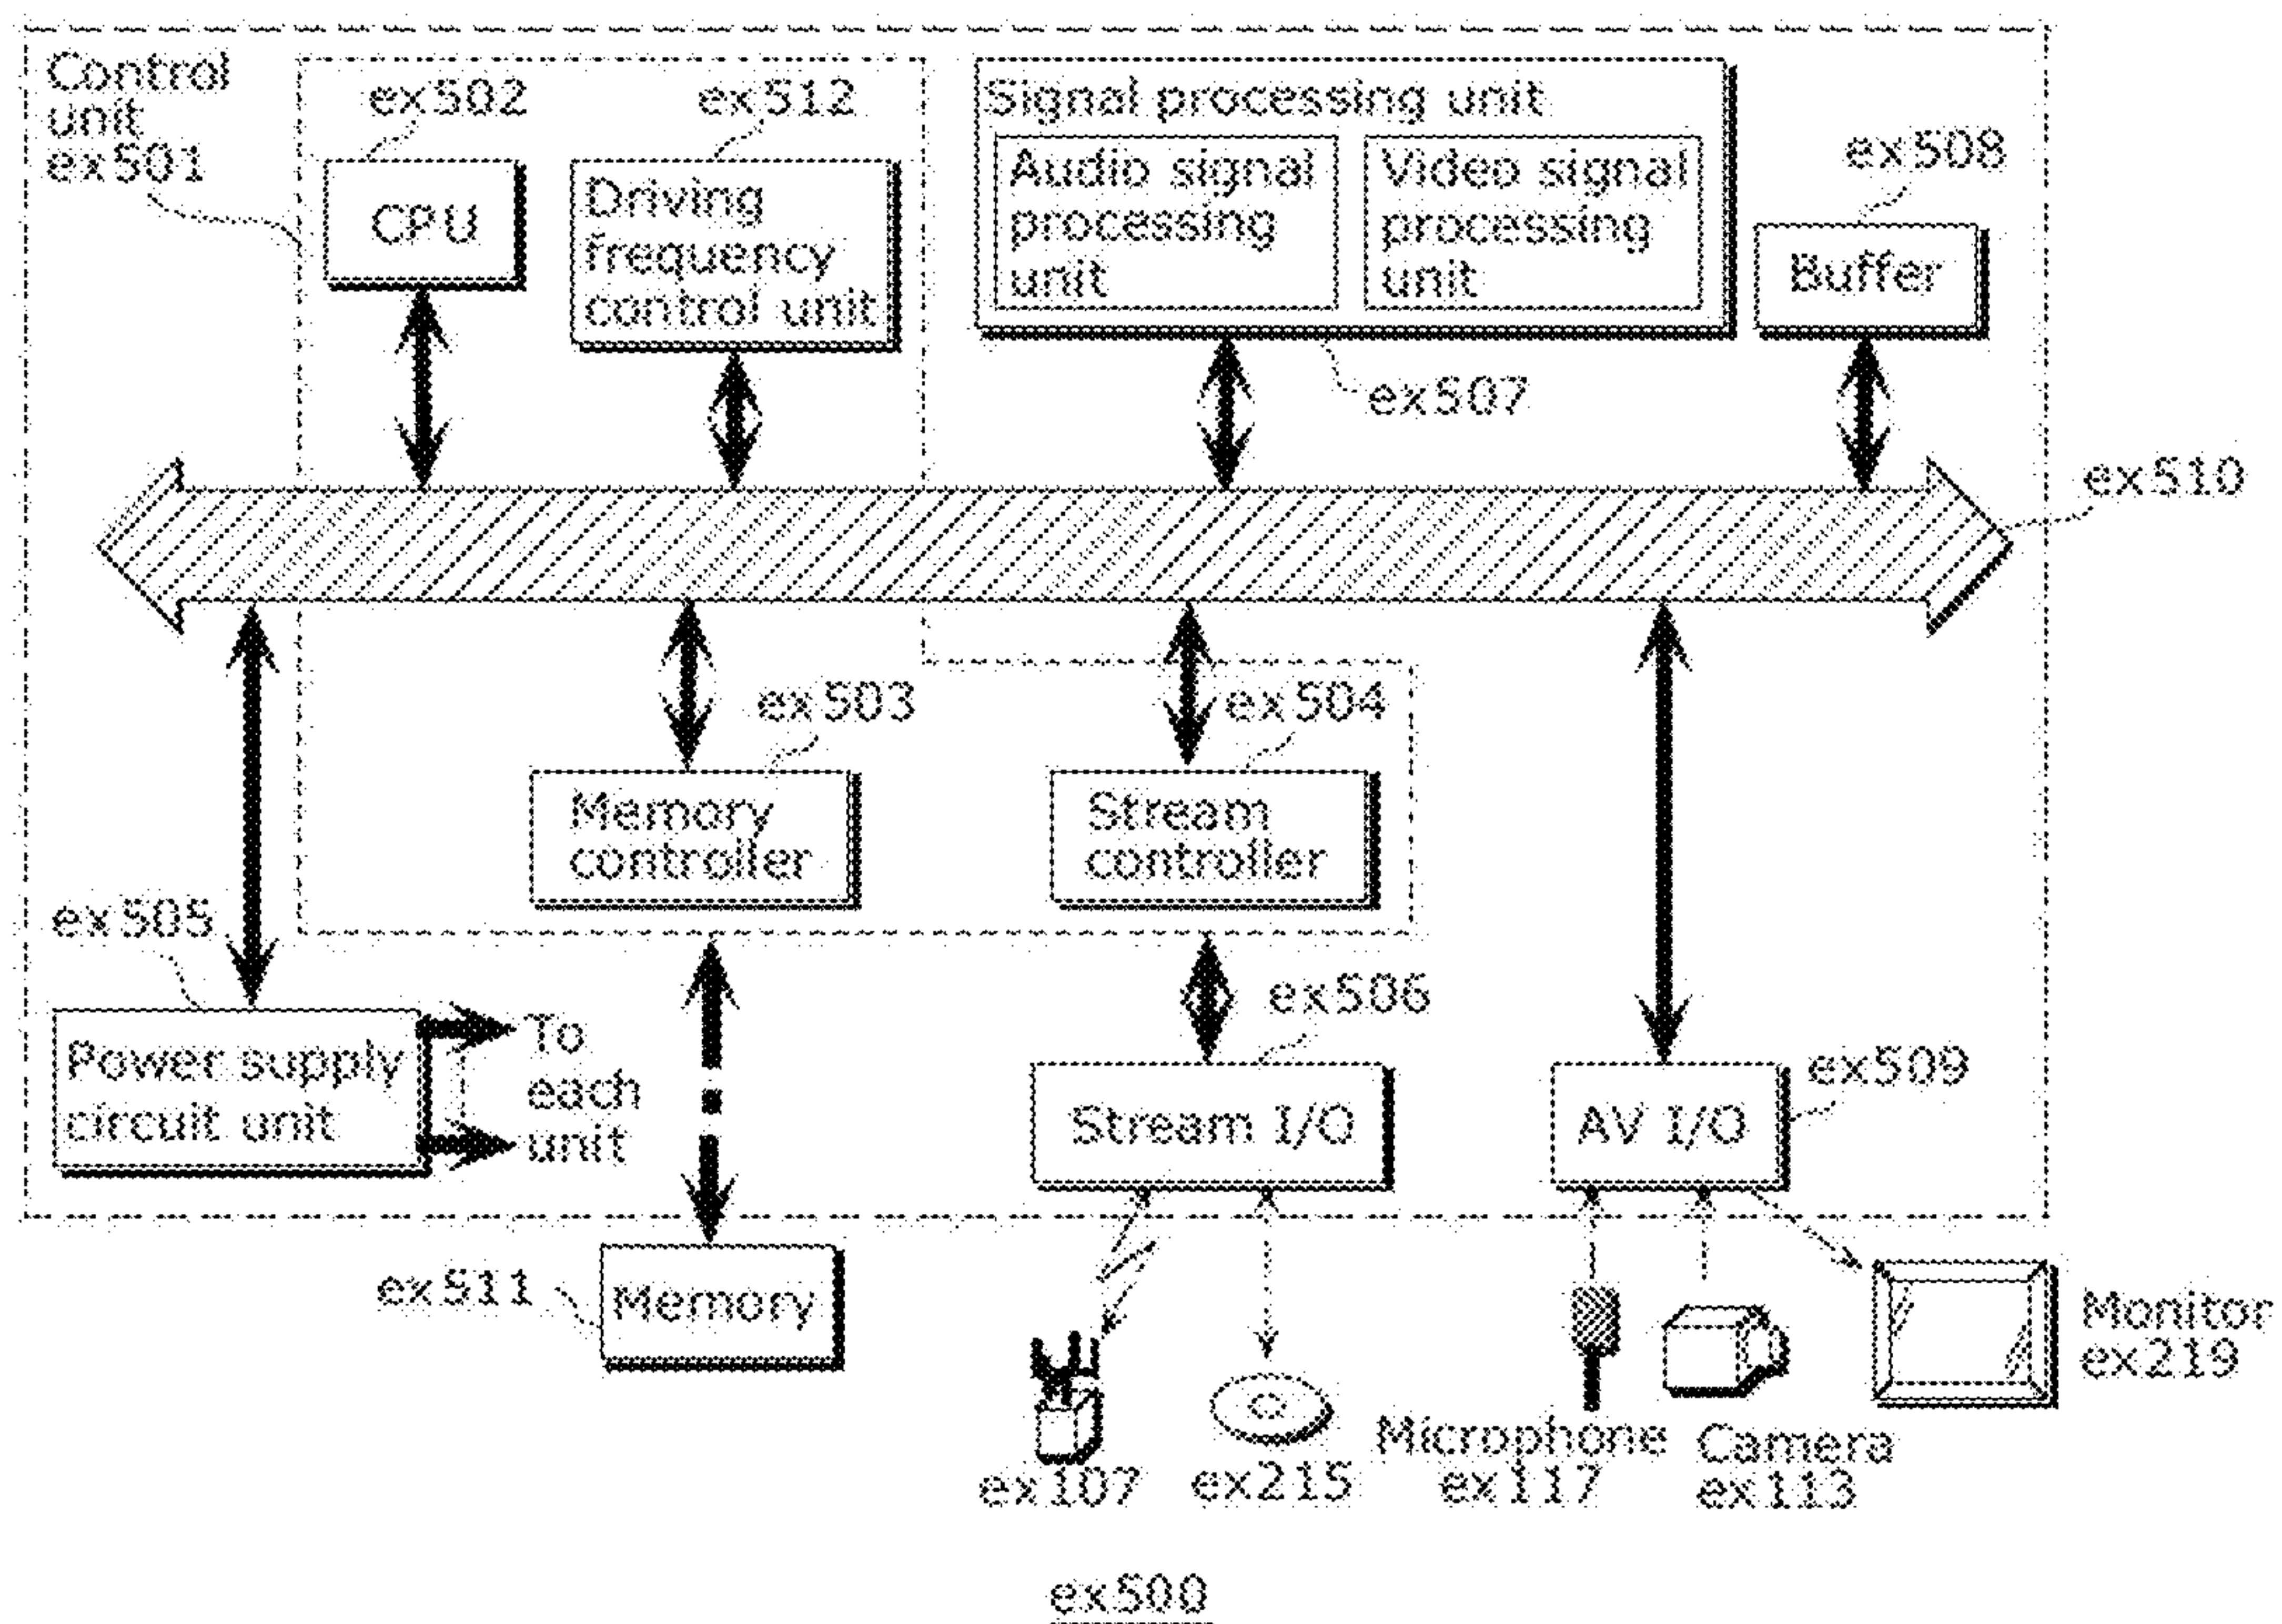 Control
unit
ex501
ex502
ex512
CPU
Driving
frequency
control unit
Signal processing unit
Audio signal
processing
unit
Video signal
processing
unit
ex507
ex508
Buffer
ex510
ex503
Memory
controller
ex504
Stream
controller
ex505
Power supply
circuit unit
To
each
unit
ex506
Stream I/O
ex509
AV I/O
ex511
Memory
ex107
ex215
Microphone
ex117
Camera
ex113
Monitor
ex219
ex500